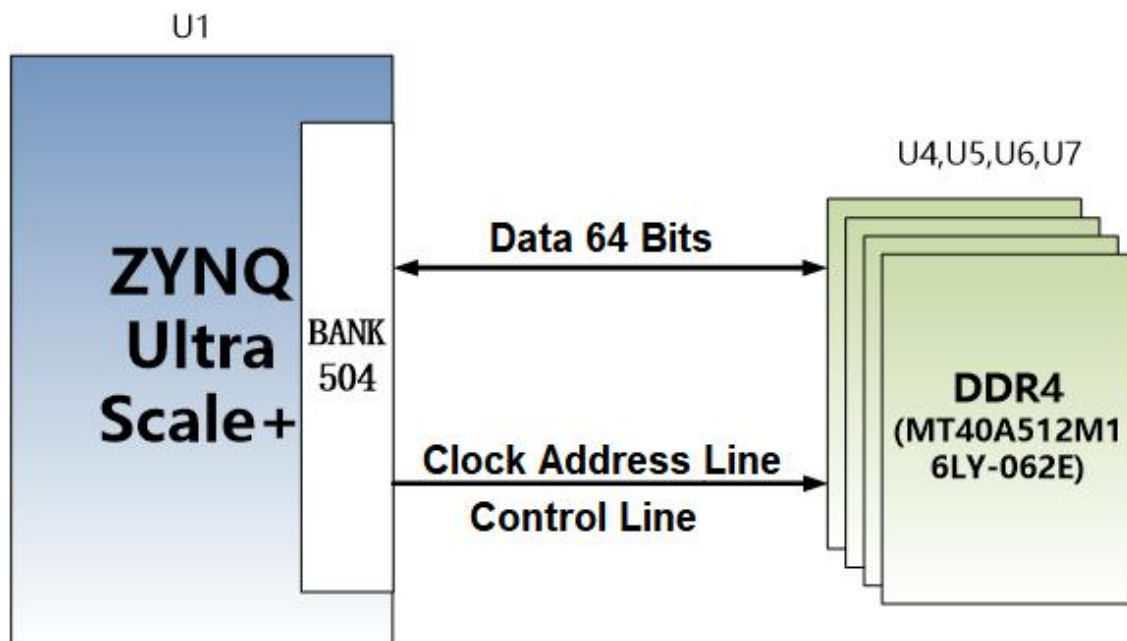 U1
ZYNQ
Ultra
Scale+
BANK
504
Data 64 Bits
Clock Address Line
Control Line
U4,U5,U6,U7
DDR4
(MT40A512M1
6LY-062E)